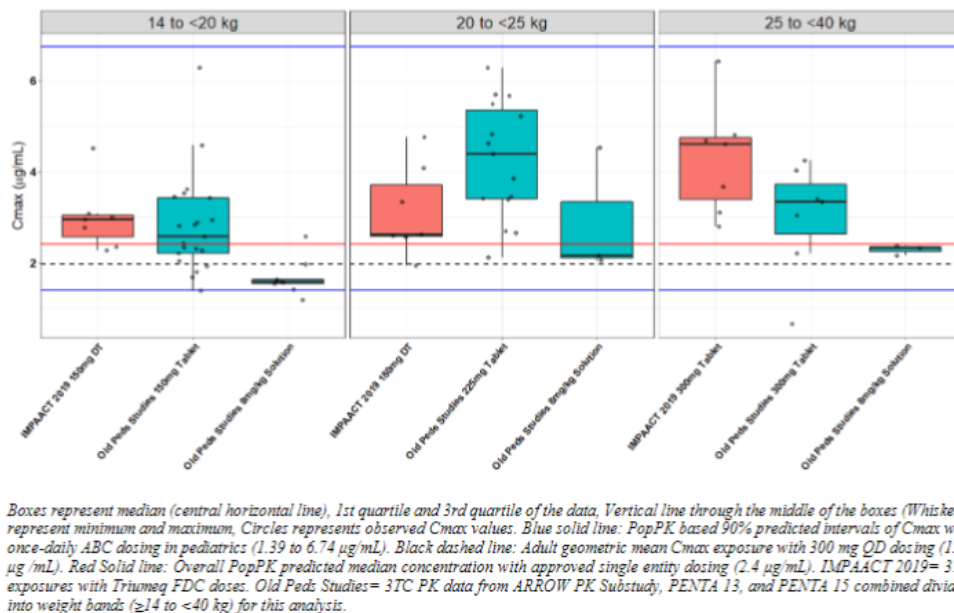 14 to <20 kg
20 to <25 kg
25 to <40 kg
Cmax (µg/mL)
6
4
2
IMPAACT 2019 150mg DT
Old Peds Studies 150mg Tablet
Old Peds Studies 8mg/kg Solution
IMPAACT 2019 180mg DT
Old Peds Studies 225mg Tablet
Old Peds Studies 8mg/kg Solution
IMPAACT 2019 300mg Tablet
Old Peds Studies 300mg Tablet
Old Peds Studies 8mg/kg Solution
Boxes represent median (central horizontal line), 1st quartile and 3rd quartile of the data, Vertical line through the middle of the boxes (Whiske
represent minimum and maximum, Circles represents observed Cmax values. Blue solid line: PopPK based 90% predicted intervals of Cmax w
once-daily ABC dosing in pediatrics (1.39 to 6.74 µg/mL). Black dashed line: Adult geometric mean Cmax exposure with 300 mg QD dosing (1.
µg /mL). Red Solid line: Overall PopPK predicted median concentration with approved single entity dosing (2.4 µg/mL). IMPAACT 2019= 3
exposures with Triumeq FDC doses. Old Peds Studies= 3TC PK data from ARROW PK Substudy, PENTA 13, and PENTA 15 combined divid
into weight bands (≥14 to <40 kg) for this analysis.